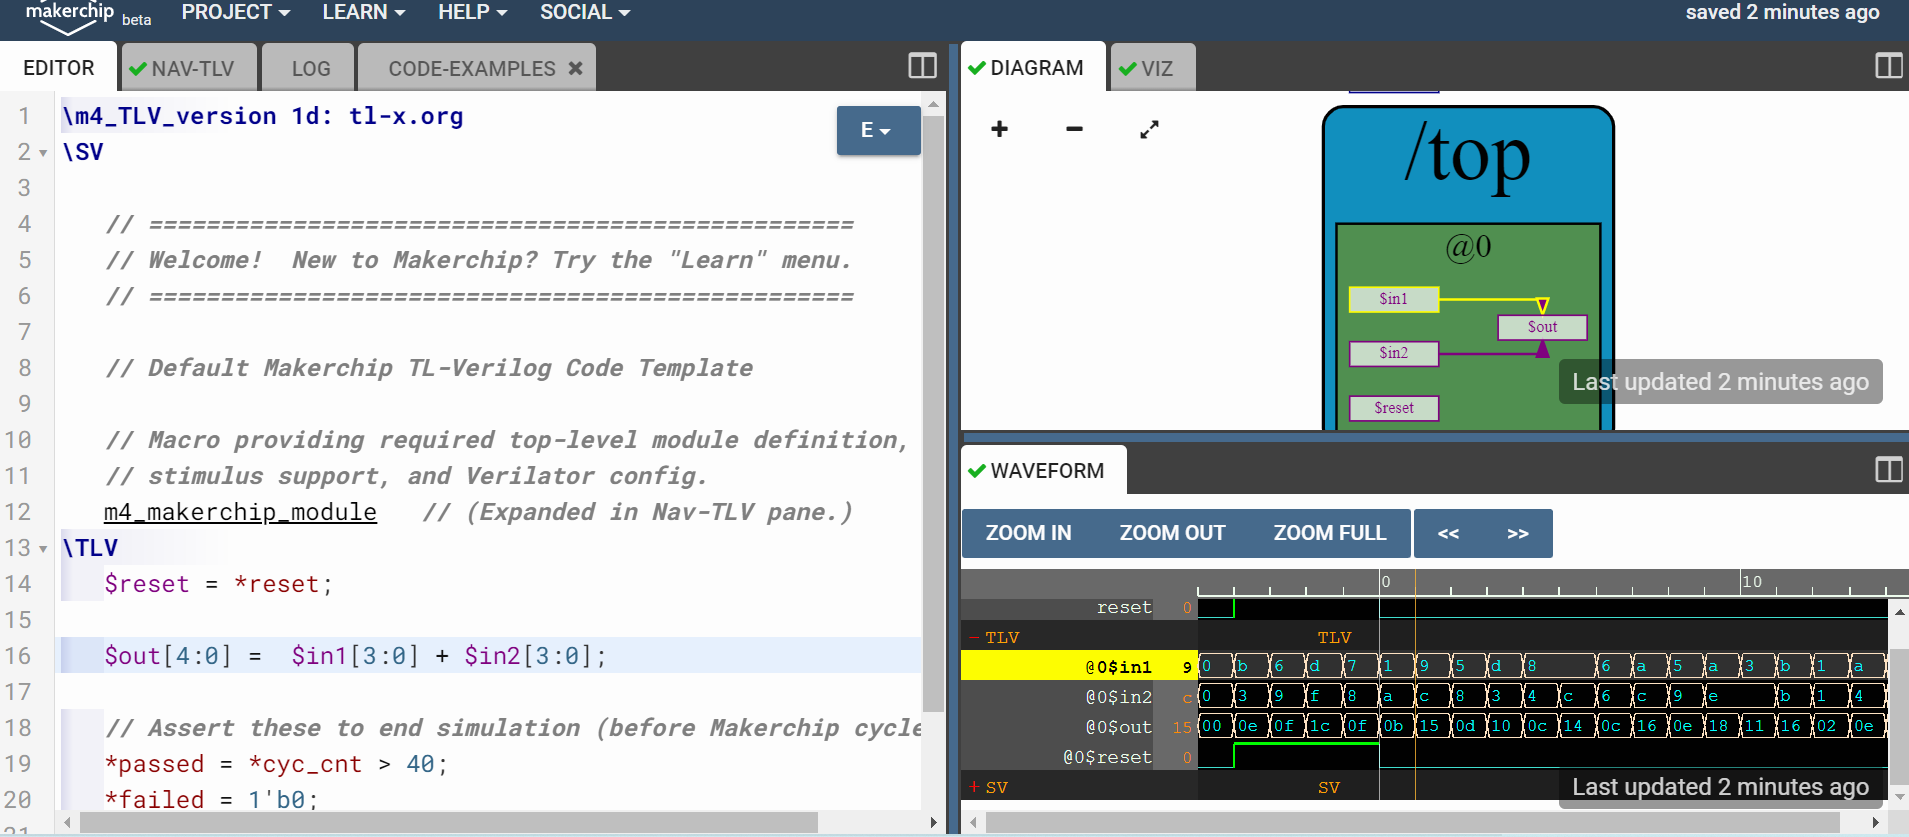 makerchip beta PROJECT LEARN HELP SOCIAL saved 2 minutes ago
EDITOR NAV-TLV LOG CODE-EXAMPLES
1 \m4_TLV_version 1d: tl-x.org
2 \SV
3
4 // =================================================
5 // Welcome!  New to Makerchip? Try the "Learn" menu.
6 // =================================================
7
8 // Default Makerchip TL-Verilog Code Template
9
10 // Macro providing required top-level module definition,
11 // stimulus support, and Verilator config.
12 m4_makerchip_module   // (Expanded in Nav-TLV pane.)
13 \TLV
14 $reset = *reset;
15
16 $out[4:0] =  $in1[3:0] + $in2[3:0];
17
18 // Assert these to end simulation (before Makerchip cycle
19 *passed = *cyc_cnt > 40;
20 *failed = 1'b0;
21
E
DIAGRAM VIZ
/top
@0
$in1
$out
$in2
$reset
Last updated 2 minutes ago
WAVEFORM
ZOOM IN ZOOM OUT ZOOM FULL << >>
0 10
reset 0
TLV TLV
@0$in1 9 0 b 6 d 7 1 9 5 d 8 6 a 5 a 3 b 1 a
@0$in2 c 0 3 9 f 8 a c 8 3 4 c 6 c 9 e b 1 4
@0$out 15 00 0e 0f 1c 0f 0b 15 0d 10 0c 14 0c 16 0e 18 11 16 02 0e
@0$reset 0
SV SV
Last updated 2 minutes ago